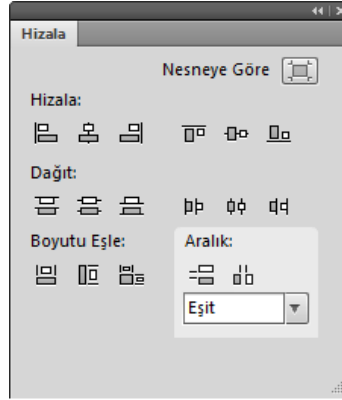 Hizala
Nesneye Göre
Hizala:
Dağıt:
Boyutu Eşle:
Aralık:
Eşit